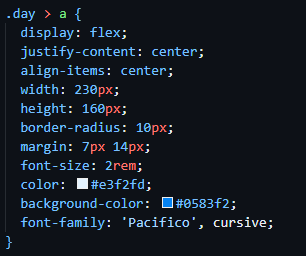 .day > a {
display: flex;
justify-content: center;
align-items: center;
width: 230px;
height: 160px;
border-radius: 10px;
margin: 7px 14px;
font-size: 2rem;
color: #e3f2fd;
background-color: #0583f2;
font-family: 'Pacifico', cursive;
}